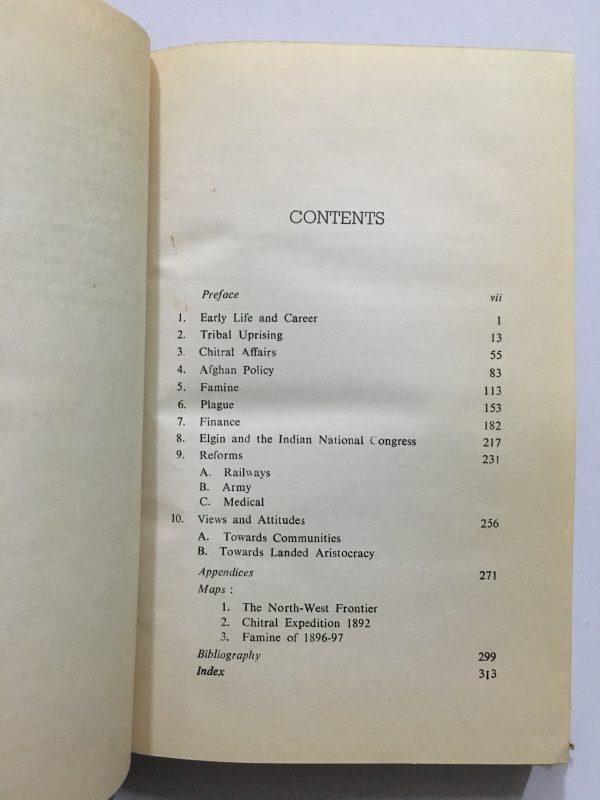 CONTENTS
Preface vii
1. Early Life and Career 1
2. Tribal Uprising 13
3. Chitral Affairs 55
4. Afghan Policy 83
5. Famine 113
6. Plague 153
7. Finance 182
8. Elgin and the Indian National Congress 217
9. Reforms 231
A. Railways
B. Army
C. Medical
10. Views and Attitudes 256
A. Towards Communities
B. Towards Landed Aristocracy
Appendices 271
Maps :
1. The North-West Frontier
2. Chitral Expedition 1892
3. Famine of 1896-97
Bibliography 299
Index 313